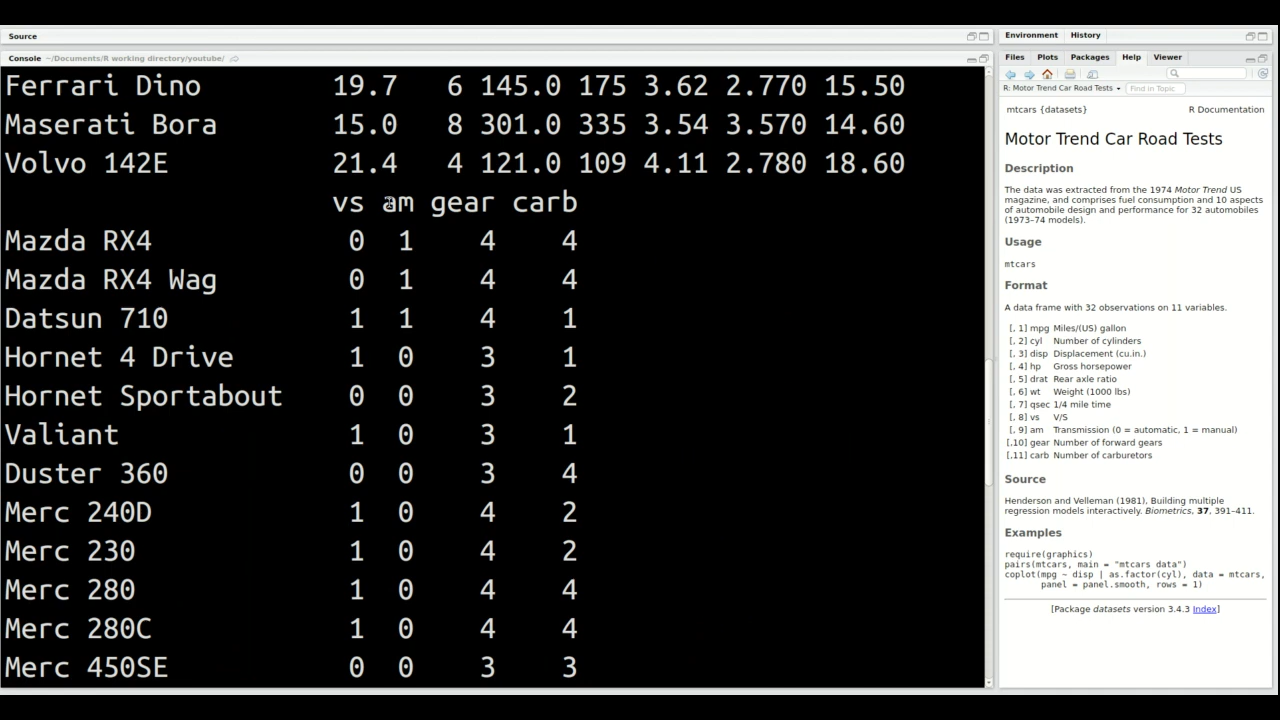 Source
Console ~/Documents/R working directory/youtube/
Ferrari Dino 19.7 6 145.0 175 3.62 2.770 15.50
Maserati Bora 15.0 8 301.0 335 3.54 3.570 14.60
Volvo 142E 21.4 4 121.0 109 4.11 2.780 18.60
vs am gear carb
Mazda RX4 0 1 4 4
Mazda RX4 Wag 0 1 4 4
Datsun 710 1 1 4 1
Hornet 4 Drive 1 0 3 1
Hornet Sportabout 0 0 3 2
Valiant 1 0 3 1
Duster 360 0 0 3 4
Merc 240D 1 0 4 2
Merc 230 1 0 4 2
Merc 280 1 0 4 4
Merc 280C 1 0 4 4
Merc 450SE 0 0 3 3
Environment History
Files Plots Packages Help Viewer
R: Motor Trend Car Road Tests Find in Topic
mtcars {datasets} R Documentation
Motor Trend Car Road Tests
Description
The data was extracted from the 1974 Motor Trend US
magazine, and comprises fuel consumption and 10 aspects
of automobile design and performance for 32 automobiles
(1973–74 models).
Usage
mtcars
Format
A data frame with 32 observations on 11 variables.
[, 1] mpg Miles/(US) gallon
[, 2] cyl Number of cylinders
[, 3] disp Displacement (cu.in.)
[, 4] hp Gross horsepower
[, 5] drat Rear axle ratio
[, 6] wt Weight (1000 lbs)
[, 7] qsec 1/4 mile time
[, 8] vs V/S
[, 9] am Transmission (0 = automatic, 1 = manual)
[,10] gear Number of forward gears
[,11] carb Number of carburetors
Source
Henderson and Velleman (1981), Building multiple
regression models interactively. Biometrics, 37, 391–411.
Examples
require(graphics)
pairs(mtcars, main = "mtcars data")
coplot(mpg ~ disp | as.factor(cyl), data = mtcars,
panel = panel.smooth, rows = 1)
[Package datasets version 3.4.3 Index]